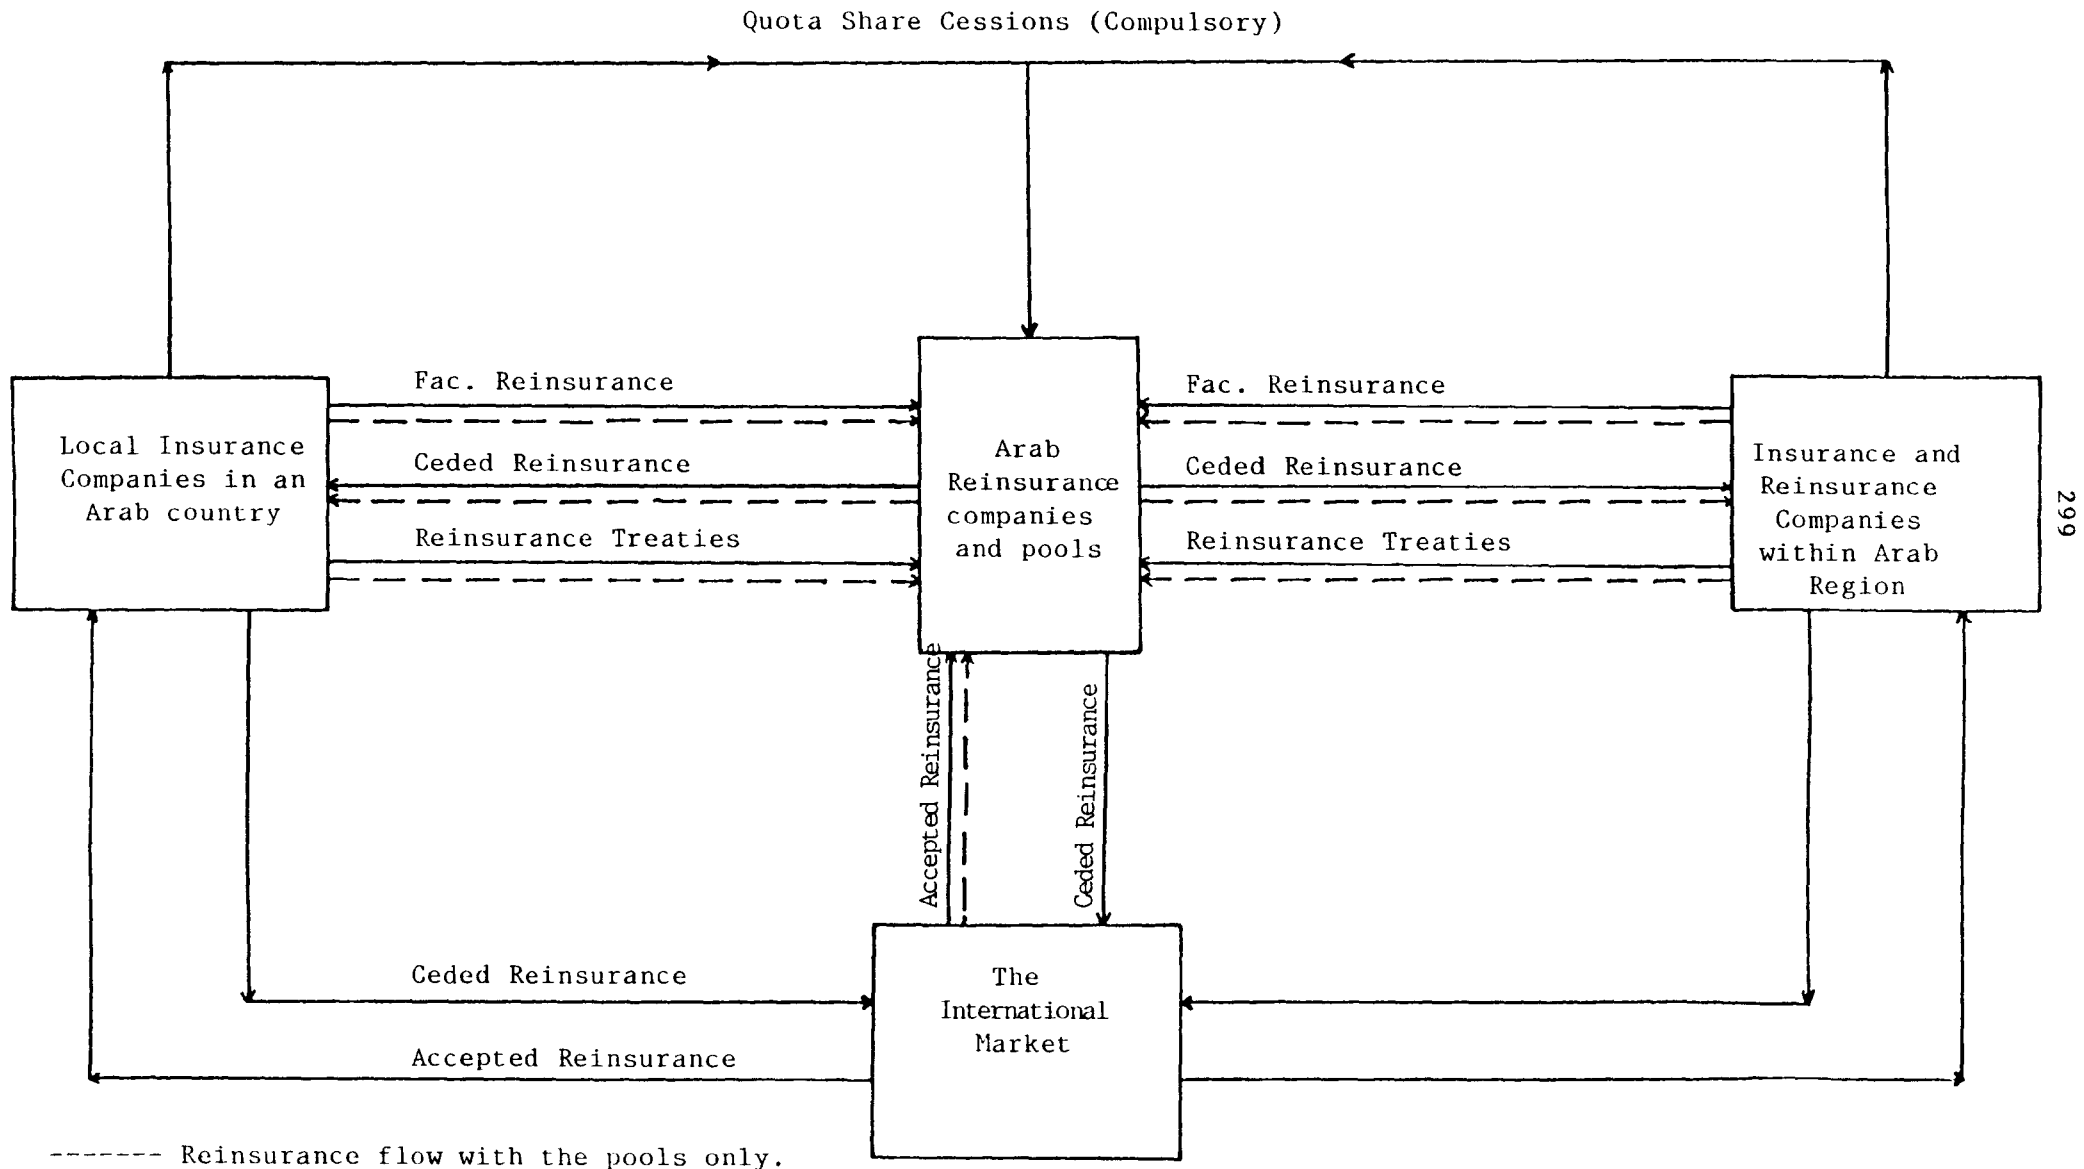 Quota Share Cessions (Compulsory)
Fac. Reinsurance
Fac. Reinsurance
Local Insurance
Companies in an
Arab country
Ceded Reinsurance
Reinsurance Treaties
Arab
Reinsurance
companies
and pools
Ceded Reinsurance
Reinsurance Treaties
Insurance and
Reinsurance
Companies
within Arab
Region
299
Accepted Reinsurance
Ceded Reinsurance
Ceded Reinsurance
The
International
Market
Accepted Reinsurance
------- Reinsurance flow with the pools only.